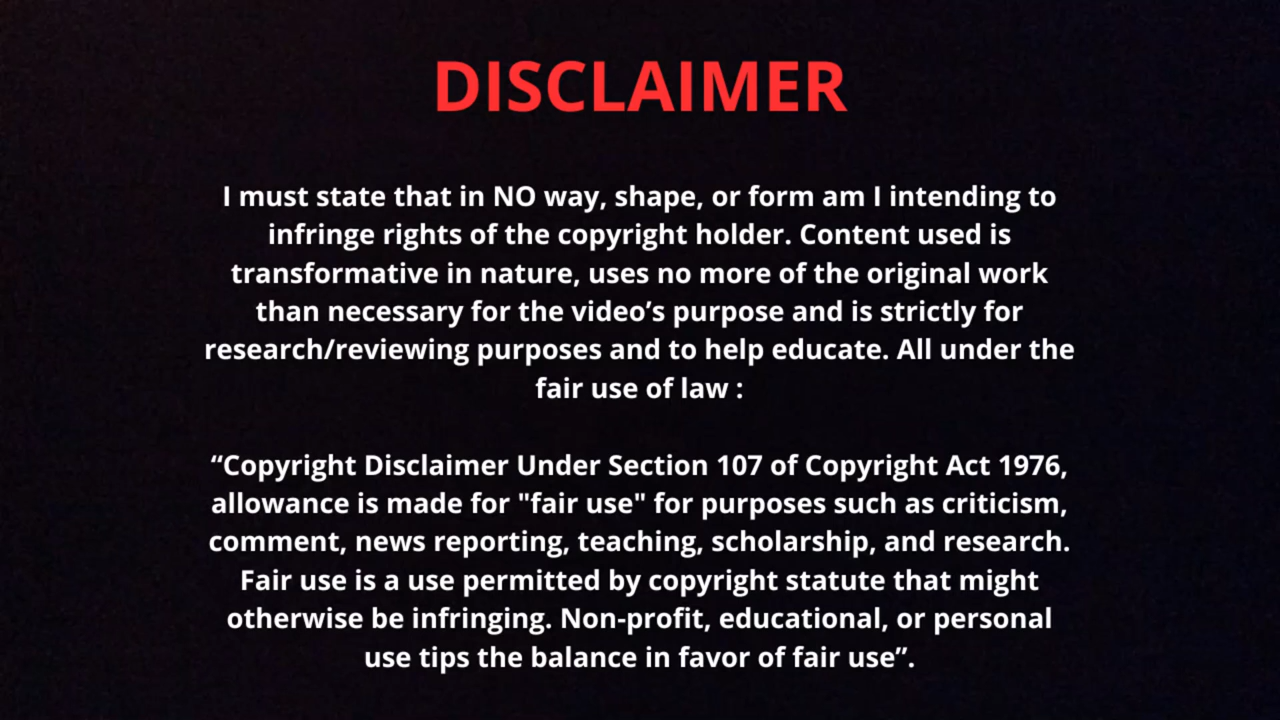 DISCLAIMER
I must state that in NO way, shape, or form am I intending to
infringe rights of the copyright holder. Content used is
transformative in nature, uses no more of the original work
than necessary for the video’s purpose and is strictly for
research/reviewing purposes and to help educate. All under the
fair use of law :
“Copyright Disclaimer Under Section 107 of Copyright Act 1976,
allowance is made for "fair use" for purposes such as criticism,
comment, news reporting, teaching, scholarship, and research.
Fair use is a use permitted by copyright statute that might
otherwise be infringing. Non-profit, educational, or personal
use tips the balance in favor of fair use”.